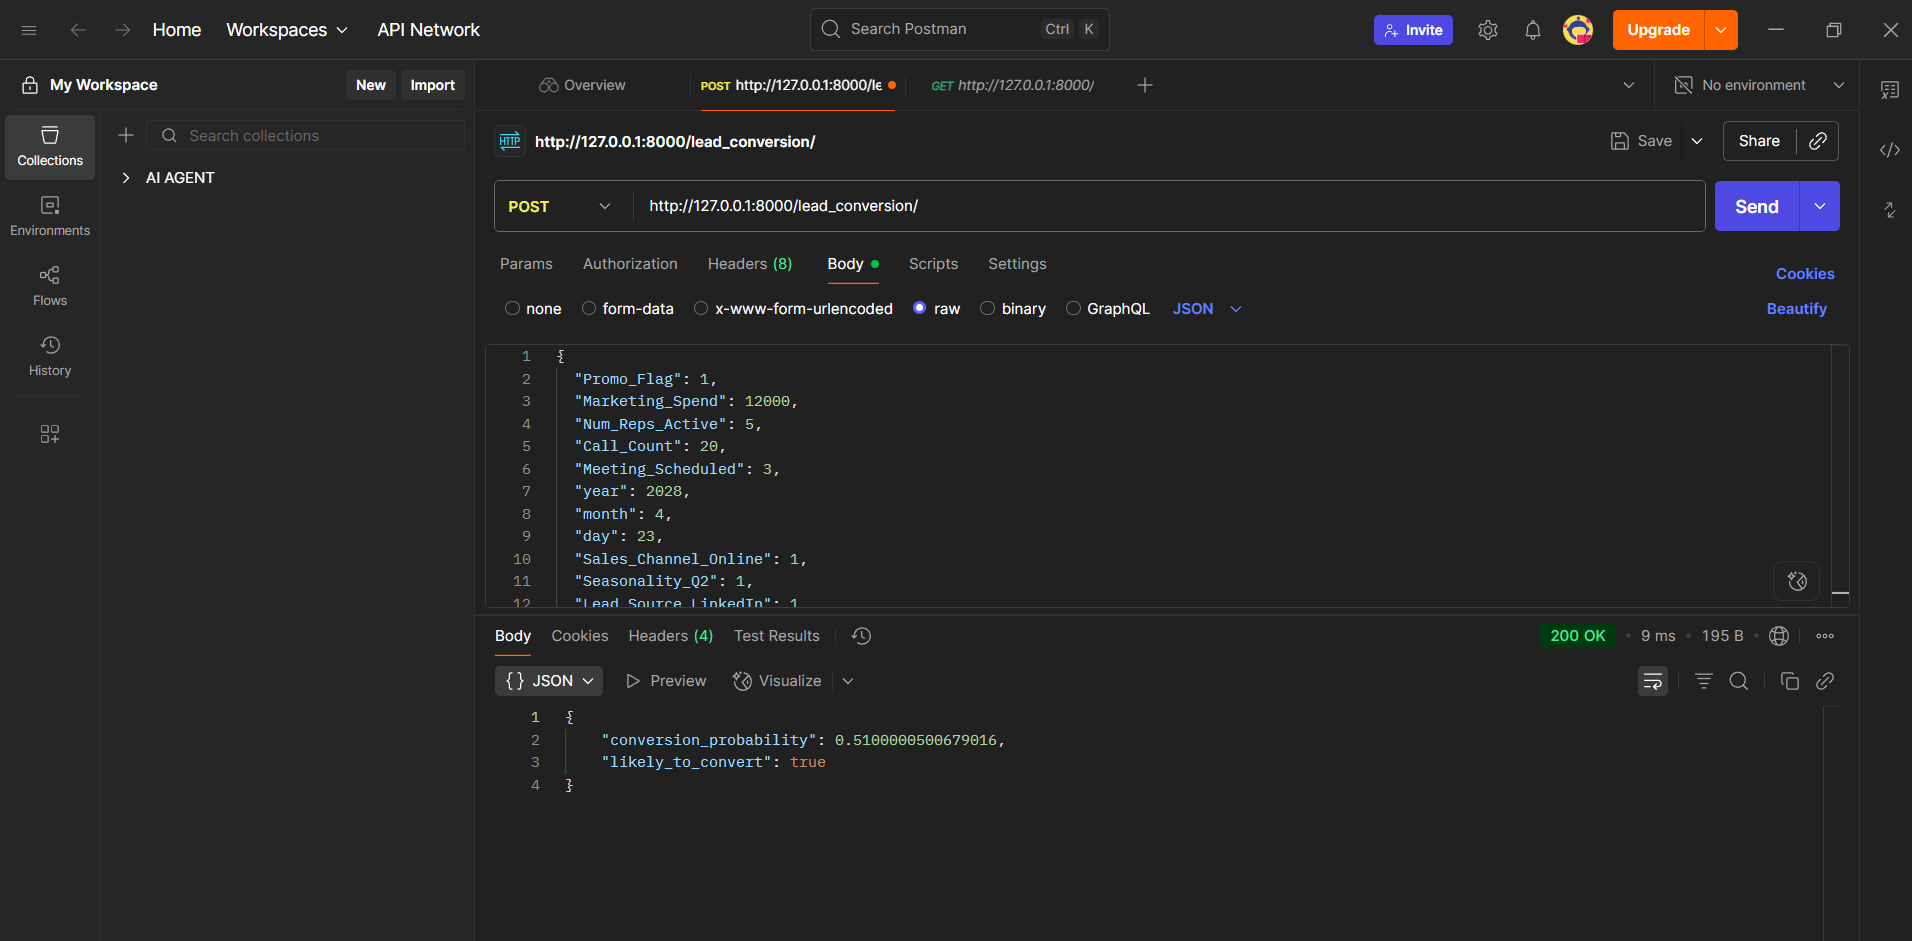 Home Workspaces API Network Search Postman Ctrl K Invite Upgrade
My Workspace New Import Overview POST http://127.0.0.1:8000/le GET http://127.0.0.1:8000/ No environment
Collections
Environments
Flows
History
Search collections
AI AGENT
HTTP http://127.0.0.1:8000/lead_conversion/ Save Share
POST http://127.0.0.1:8000/lead_conversion/ Send
Params Authorization Headers (8) Body Scripts Settings Cookies
none form-data x-www-form-urlencoded raw binary GraphQL JSON Beautify
1 {
2 "Promo_Flag": 1,
3 "Marketing_Spend": 12000,
4 "Num_Reps_Active": 5,
5 "Call_Count": 20,
6 "Meeting_Scheduled": 3,
7 "year": 2028,
8 "month": 4,
9 "day": 23,
10 "Sales_Channel_Online": 1,
11 "Seasonality_Q2": 1,
12 "Lead_Source_LinkedIn": 1
Body Cookies Headers (4) Test Results 200 OK • 9 ms • 195 B •
{} JSON Preview Visualize
1 {
2 "conversion_probability": 0.5100000500679016,
3 "likely_to_convert": true
4 }